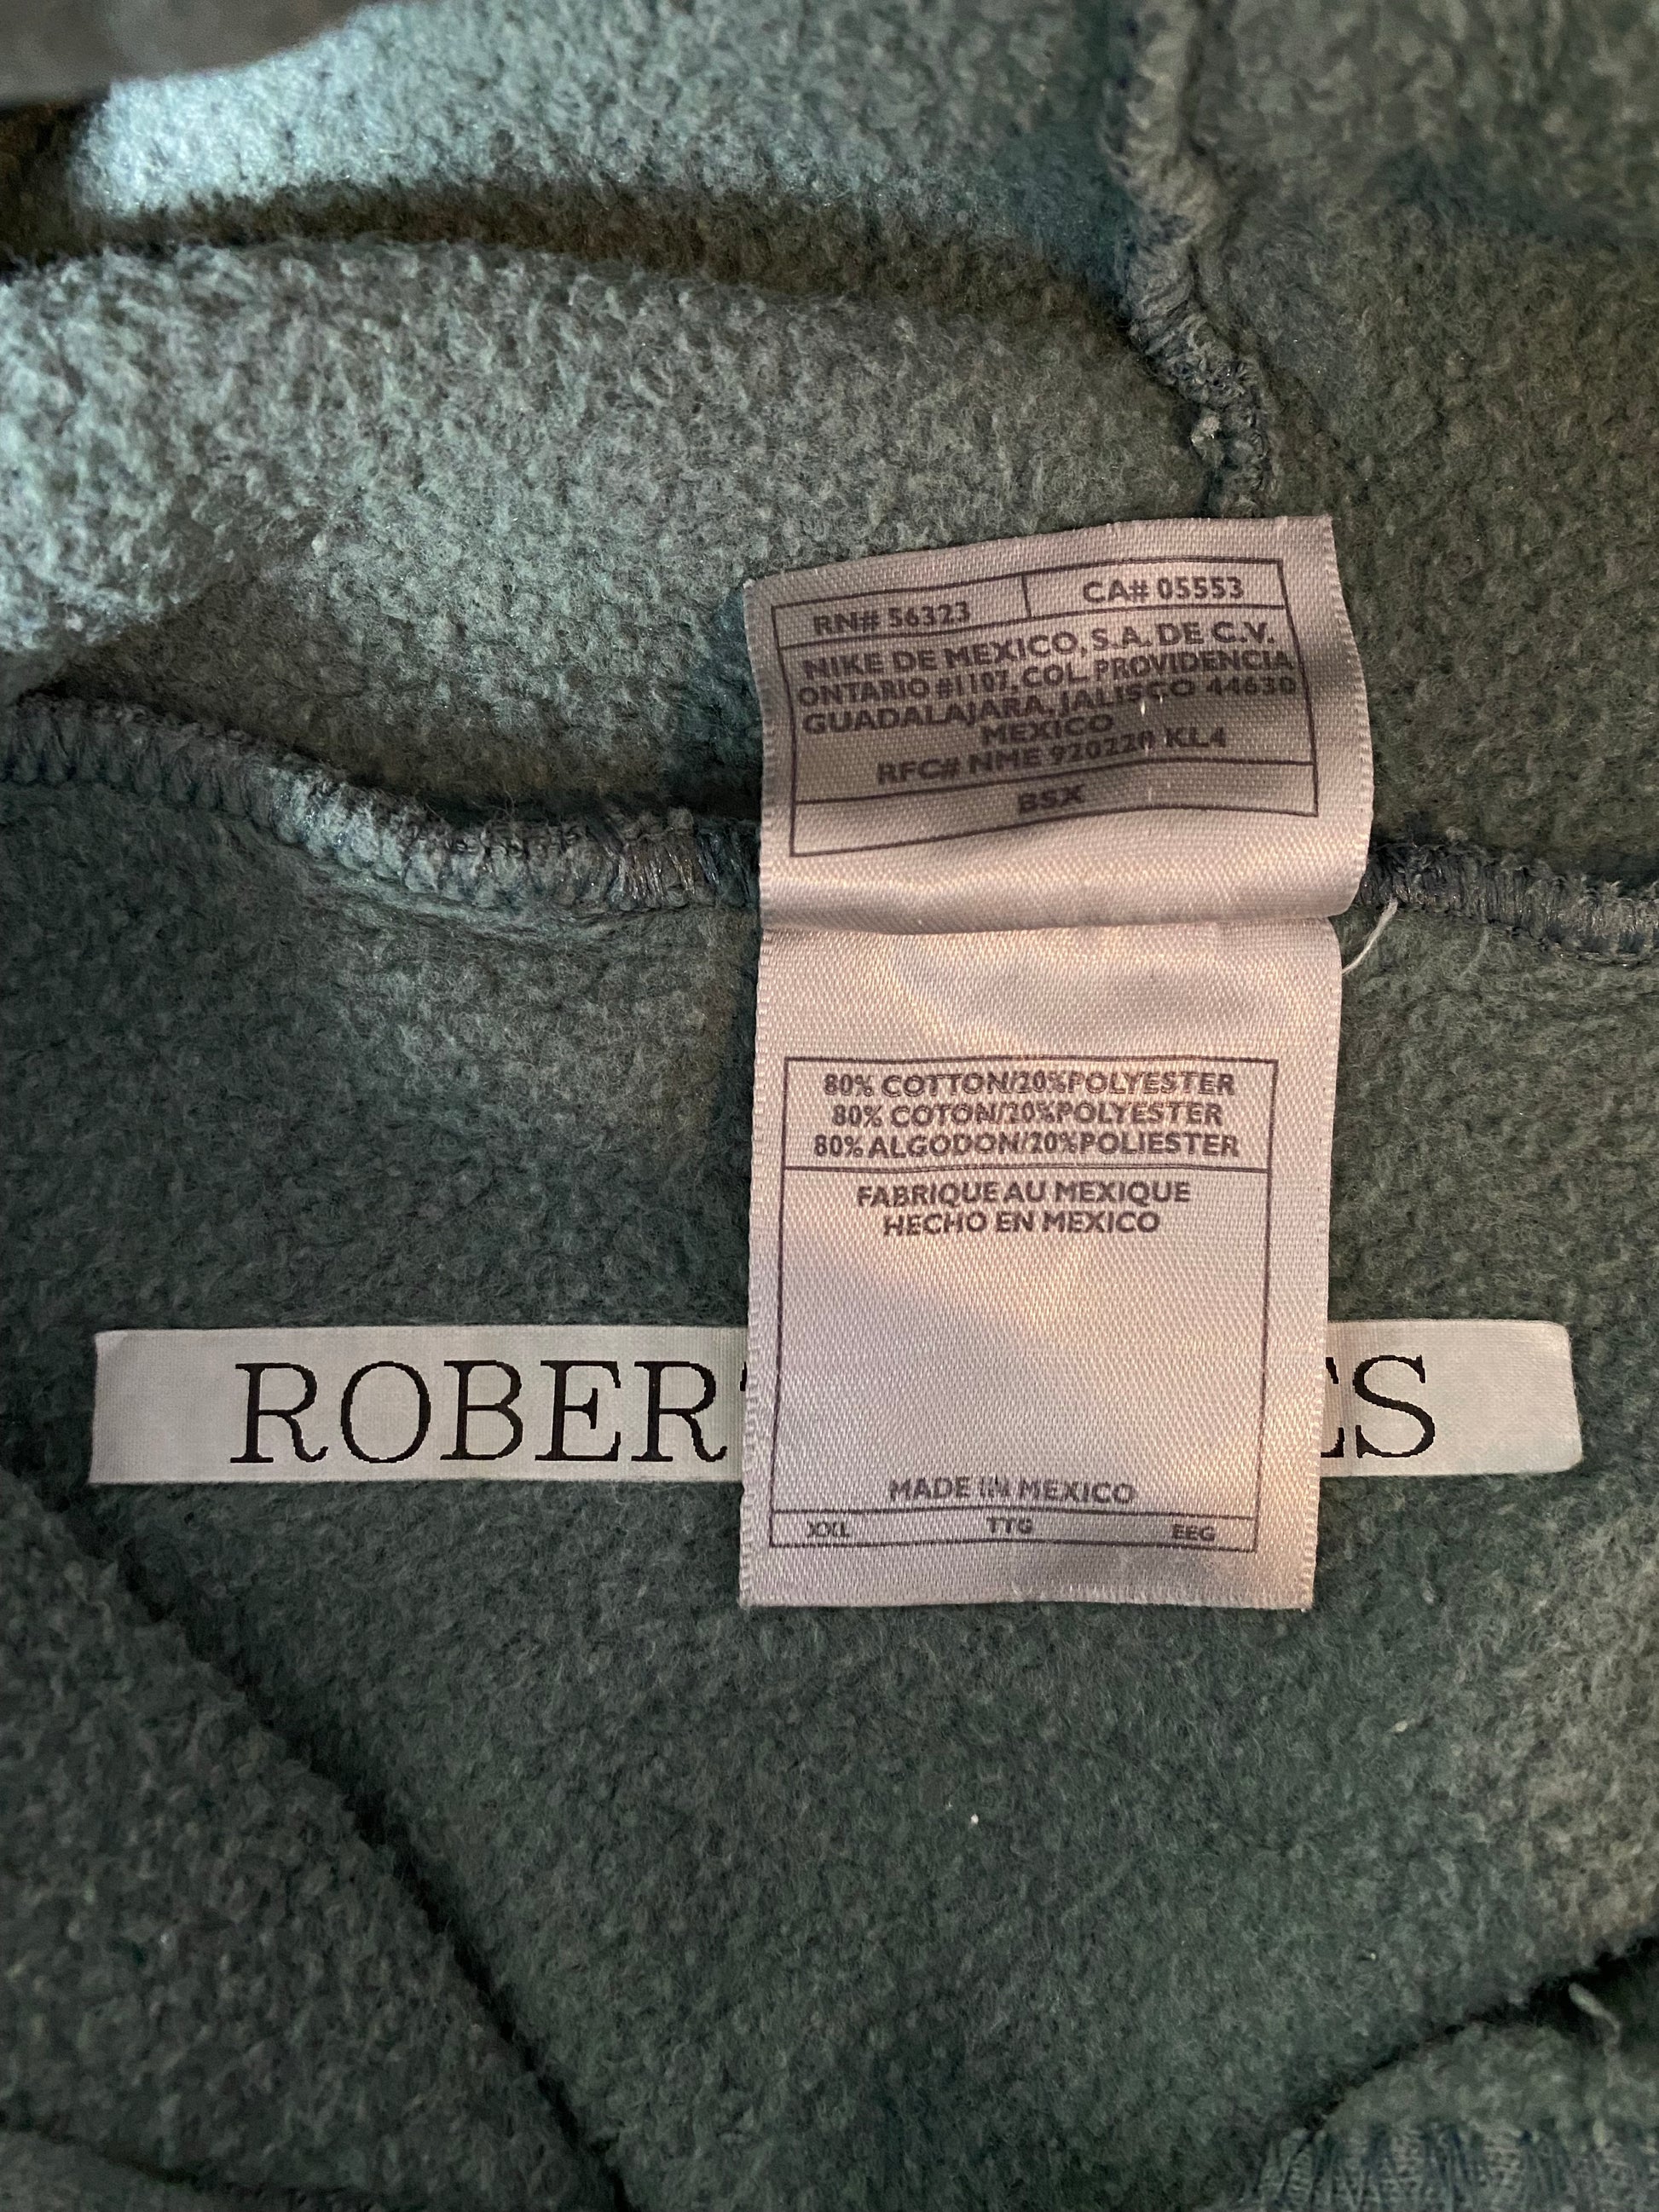 RN# 56323 CA# 05553
NIKE DE MEXICO, S.A. DE C.V.
ONTARIO #1107, COL. PROVIDENCIA
GUADALAJARA, JALISCO 44630
MEXICO
RFC# NME 920220 KL4
BSX
80% COTTON/20%POLYESTER
80% COTON/20%POLYESTER
80% ALGODON/20%POLIESTER
FABRIQUE AU MEXIQUE
HECHO EN MEXICO
ROBER ES
MADE IN MEXICO
XXL TTG EEG